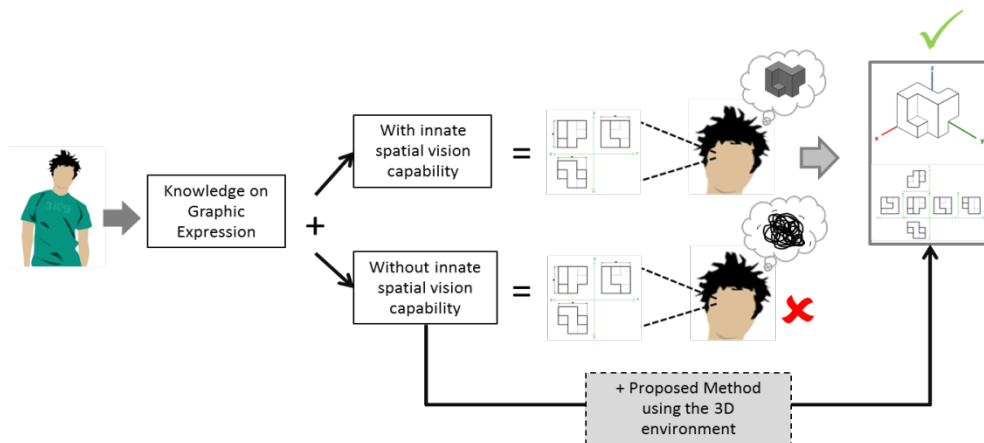 With innate
spatial vision
capability
=
Knowledge on
Graphic
Expression
+
Without innate
spatial vision
capability
=
+ Proposed Method
using the 3D
environment
z
x